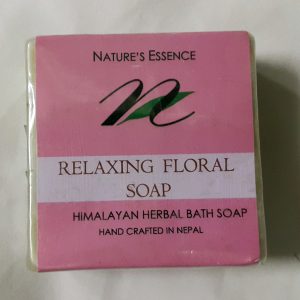 NATURE'S ESSENCE
n
RELAXING FLORAL
SOAP
HIMALAYAN HERBAL BATH SOAP
HAND CRAFTED IN NEPAL